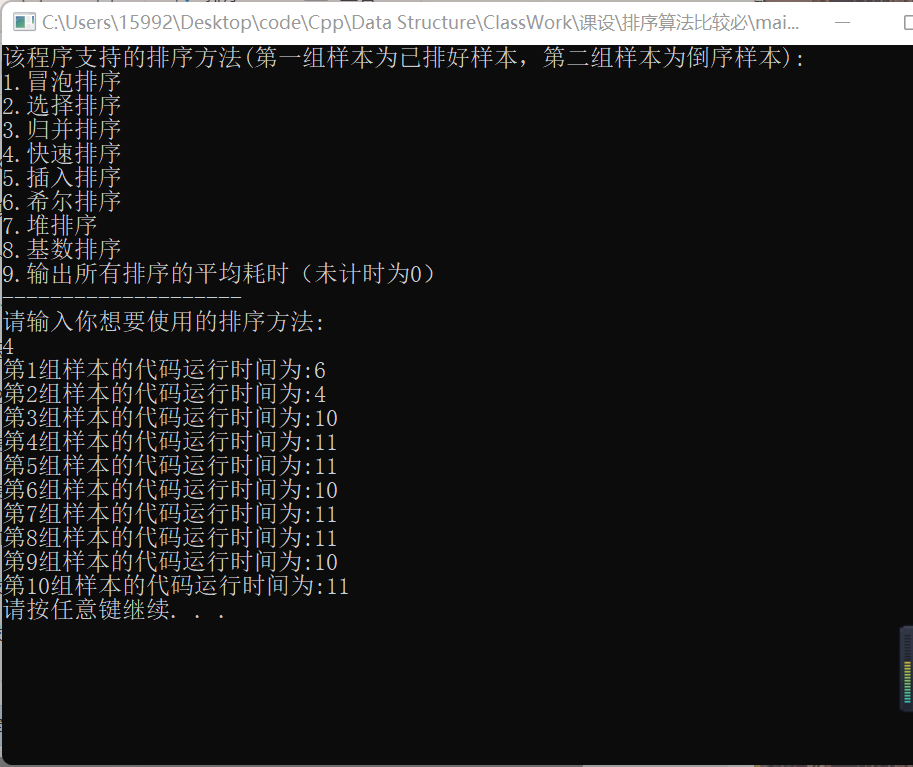 C:\Users\15992\Desktop\code\Cpp\Data Structure\ClassWork\课设\排序算法比较必\mai...
该程序支持的排序方法(第一组样本为已排好样本，第二组样本为倒序样本):
1.冒泡排序
2.选择排序
3.归并排序
4.快速排序
5.插入排序
6.希尔排序
7.堆排序
8.基数排序
9.输出所有排序的平均耗时（未计时为0）
--------------------
请输入你想要使用的排序方法:
4
第1组样本的代码运行时间为:6
第2组样本的代码运行时间为:4
第3组样本的代码运行时间为:10
第4组样本的代码运行时间为:11
第5组样本的代码运行时间为:11
第6组样本的代码运行时间为:10
第7组样本的代码运行时间为:11
第8组样本的代码运行时间为:11
第9组样本的代码运行时间为:10
第10组样本的代码运行时间为:11
请按任意键继续. . .